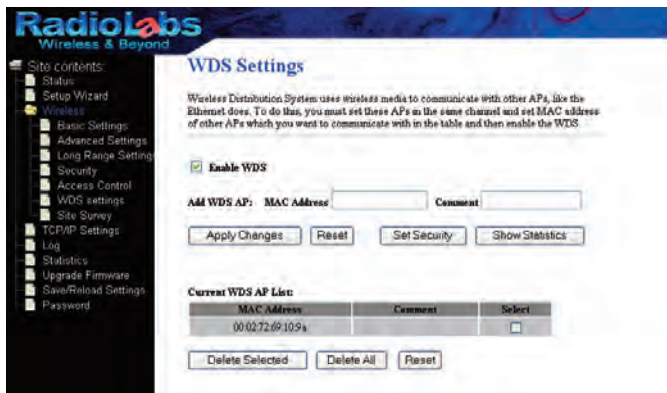 RadioLabs
Wireless & Beyond
Site contents:
Status
Setup Wizard
Wireless
Basic Settings
Advanced Settings
Long Range Setting
Security
Access Control
WDS settings
Site Survey
TCP/IP Settings
Log
Statistics
Upgrade Firmware
Save/Reload Settings
Password
WDS Settings
Wireless Distribution System uses wireless media to communicate with other APs, like the
Ethernet does. To do this, you must set these APs in the same channel and set MAC address
of other APs which you want to communicate with in the table and then enable the WDS.
Enable WDS
Add WDS AP: MAC Address Comment
Apply Changes Reset Set Security Show Statistics
Current WDS AP List:
MAC Address Comment Select
00:02:72:69:10:9a
Delete Selected Delete All Reset